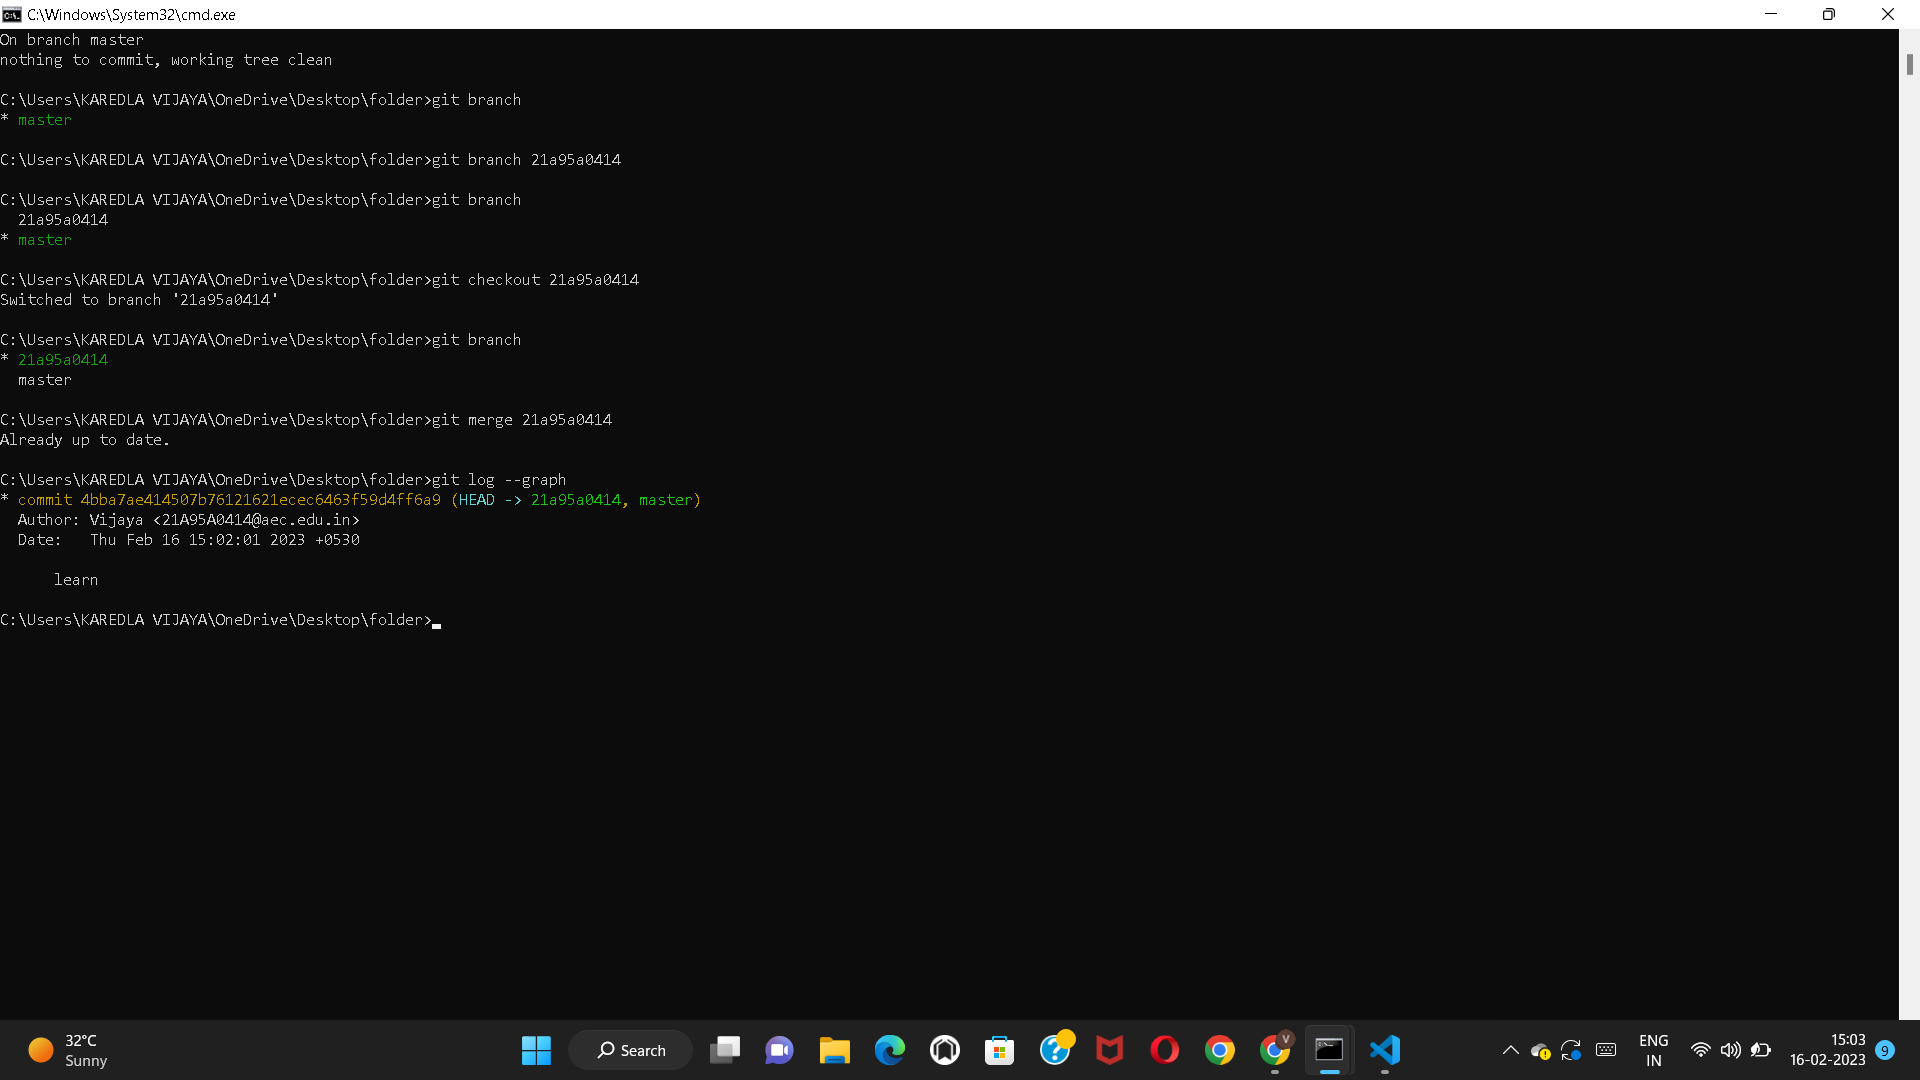 C:\Windows\System32\cmd.exe
On branch master
nothing to commit, working tree clean
C:\Users\KAREDLA VIJAYA\OneDrive\Desktop\folder>git branch
* master
C:\Users\KAREDLA VIJAYA\OneDrive\Desktop\folder>git branch 21a95a0414
C:\Users\KAREDLA VIJAYA\OneDrive\Desktop\folder>git branch
  21a95a0414
* master
C:\Users\KAREDLA VIJAYA\OneDrive\Desktop\folder>git checkout 21a95a0414
Switched to branch '21a95a0414'
C:\Users\KAREDLA VIJAYA\OneDrive\Desktop\folder>git branch
* 21a95a0414
  master
C:\Users\KAREDLA VIJAYA\OneDrive\Desktop\folder>git merge 21a95a0414
Already up to date.
C:\Users\KAREDLA VIJAYA\OneDrive\Desktop\folder>git log --graph
* commit 4bba7ae414507b76121621ecec6463f59d4ff6a9 (HEAD -> 21a95a0414, master)
  Author: Vijaya <21A95A0414@aec.edu.in>
  Date:   Thu Feb 16 15:02:01 2023 +0530
      learn
C:\Users\KAREDLA VIJAYA\OneDrive\Desktop\folder>
32°C
Sunny
Search
V
ENG
IN
15:03
16-02-2023
9